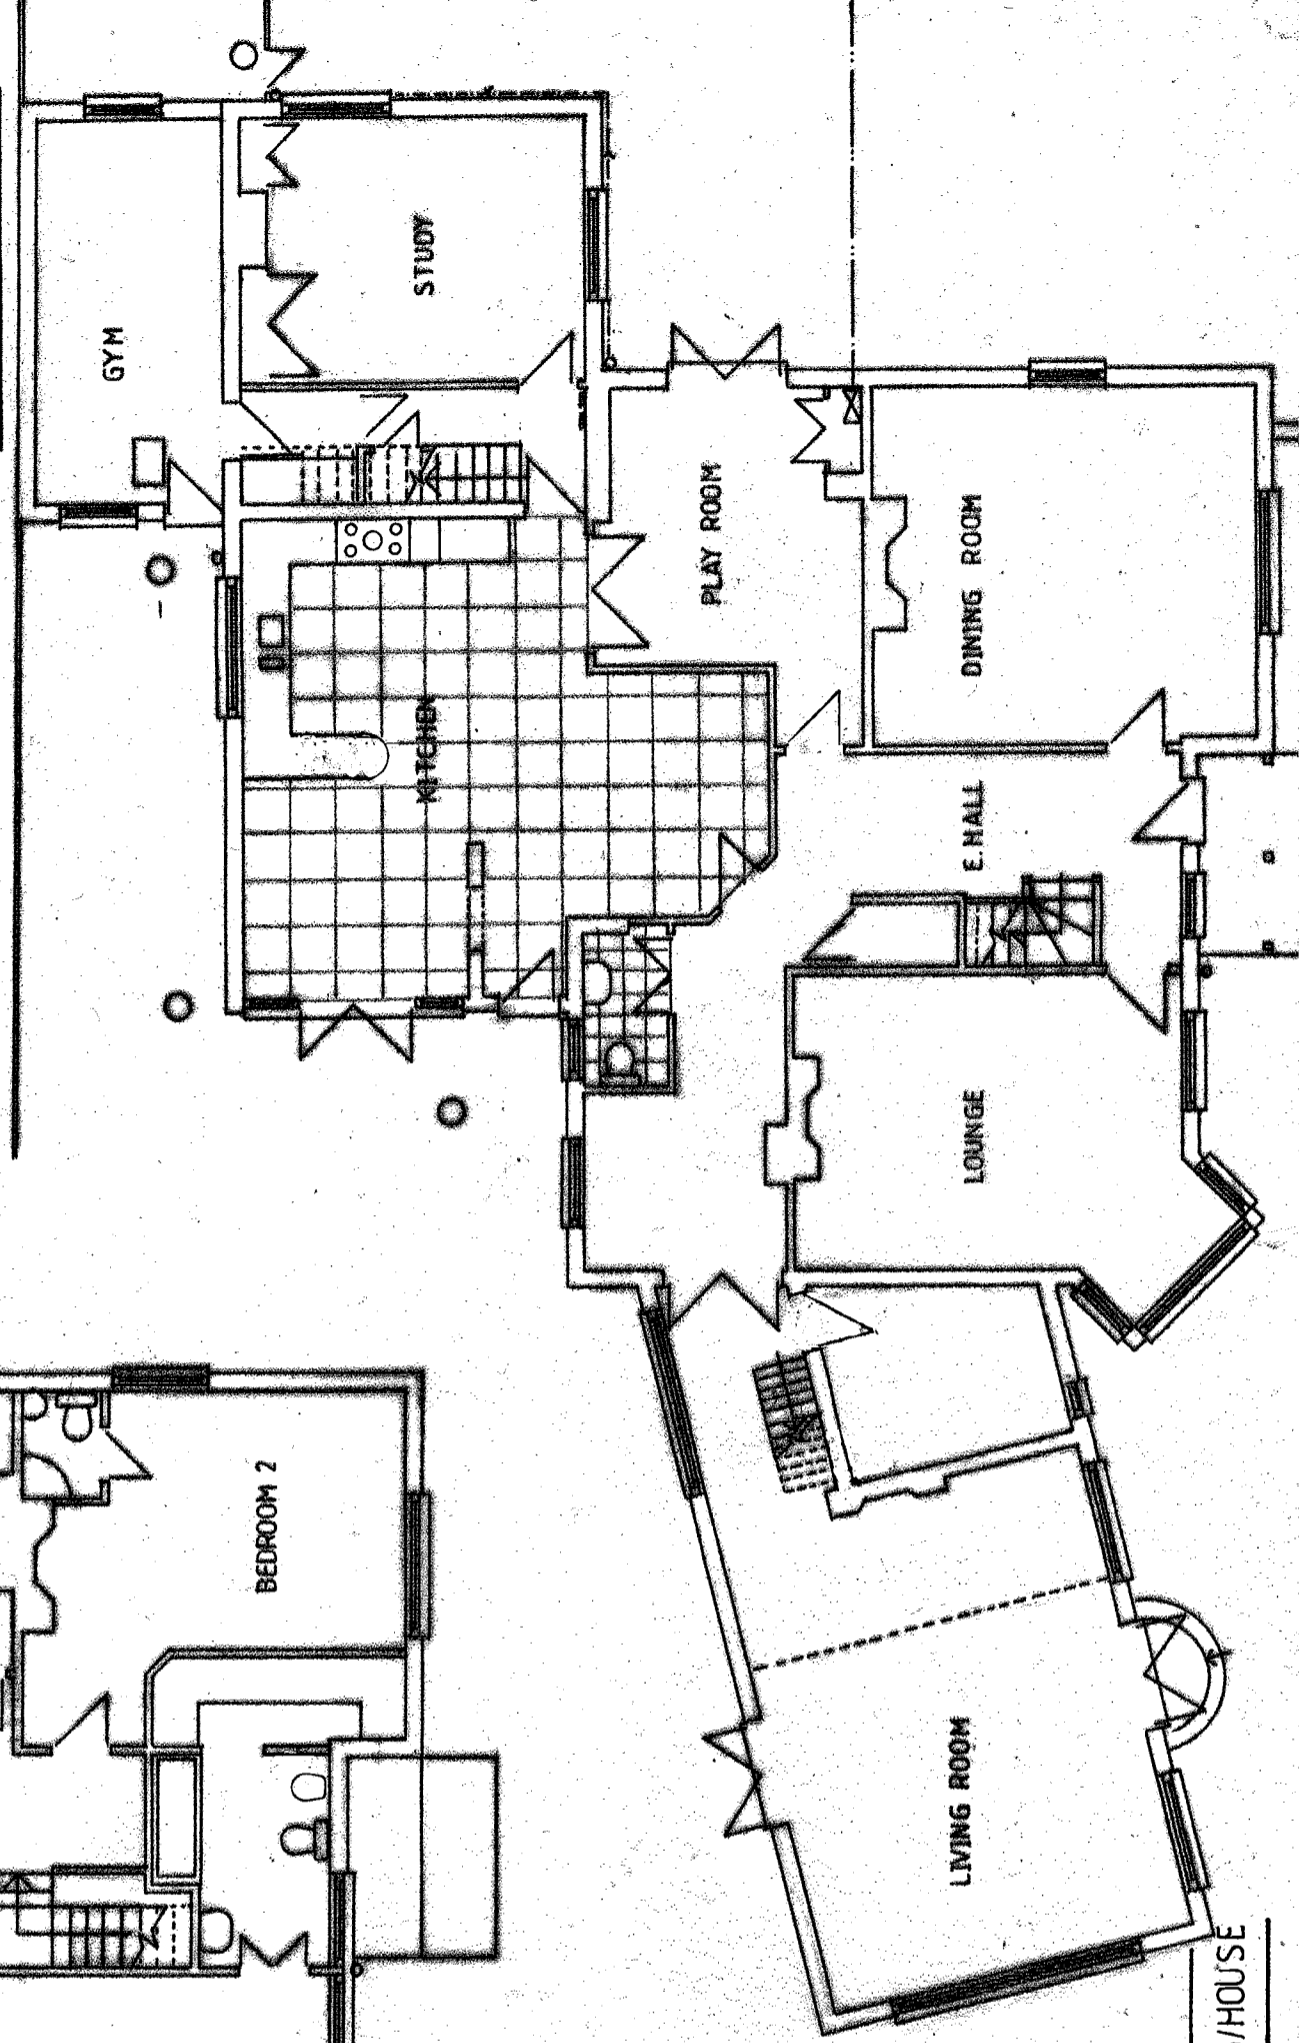 GYM
STUDY
KITCHEN
PLAY ROOM
DINING ROOM
E.HALL
LOUNGE
LIVING ROOM
BEDROOM 2
/HOUSE